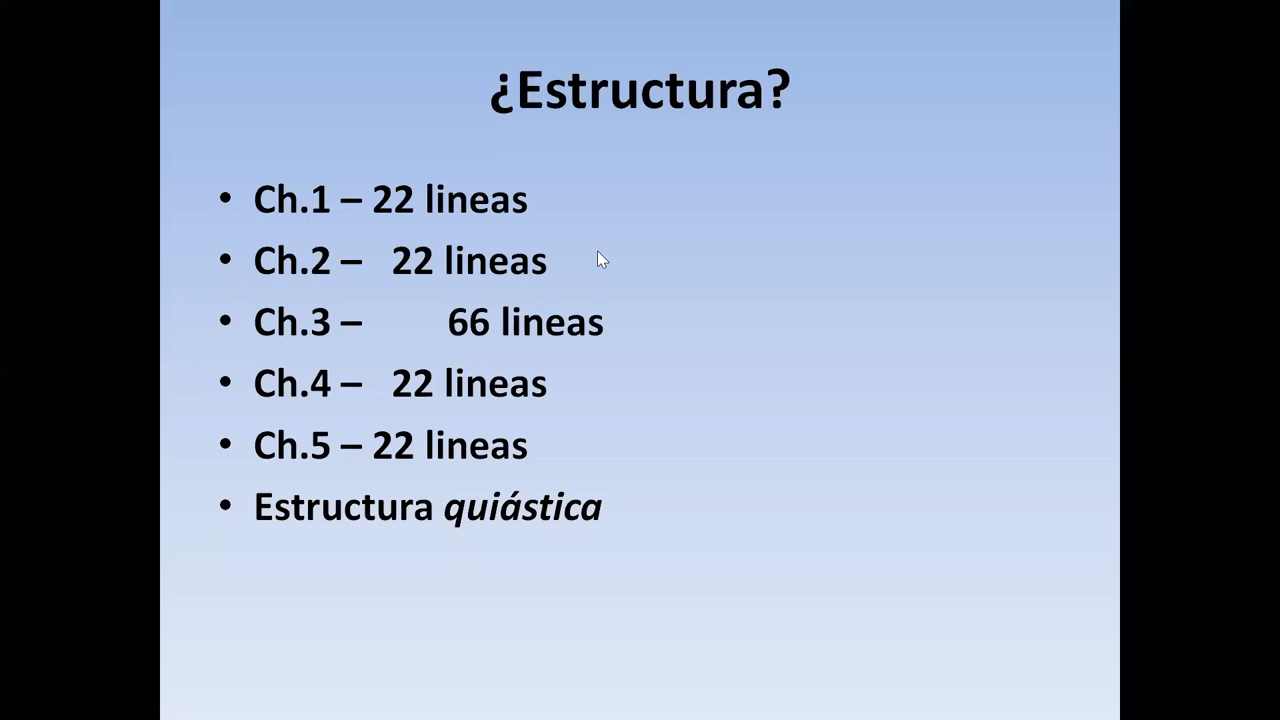 ¿Estructura?
• Ch.1 – 22 lineas
• Ch.2 – 22 lineas
• Ch.3 – 66 lineas
• Ch.4 – 22 lineas
• Ch.5 – 22 lineas
• Estructura quiástica